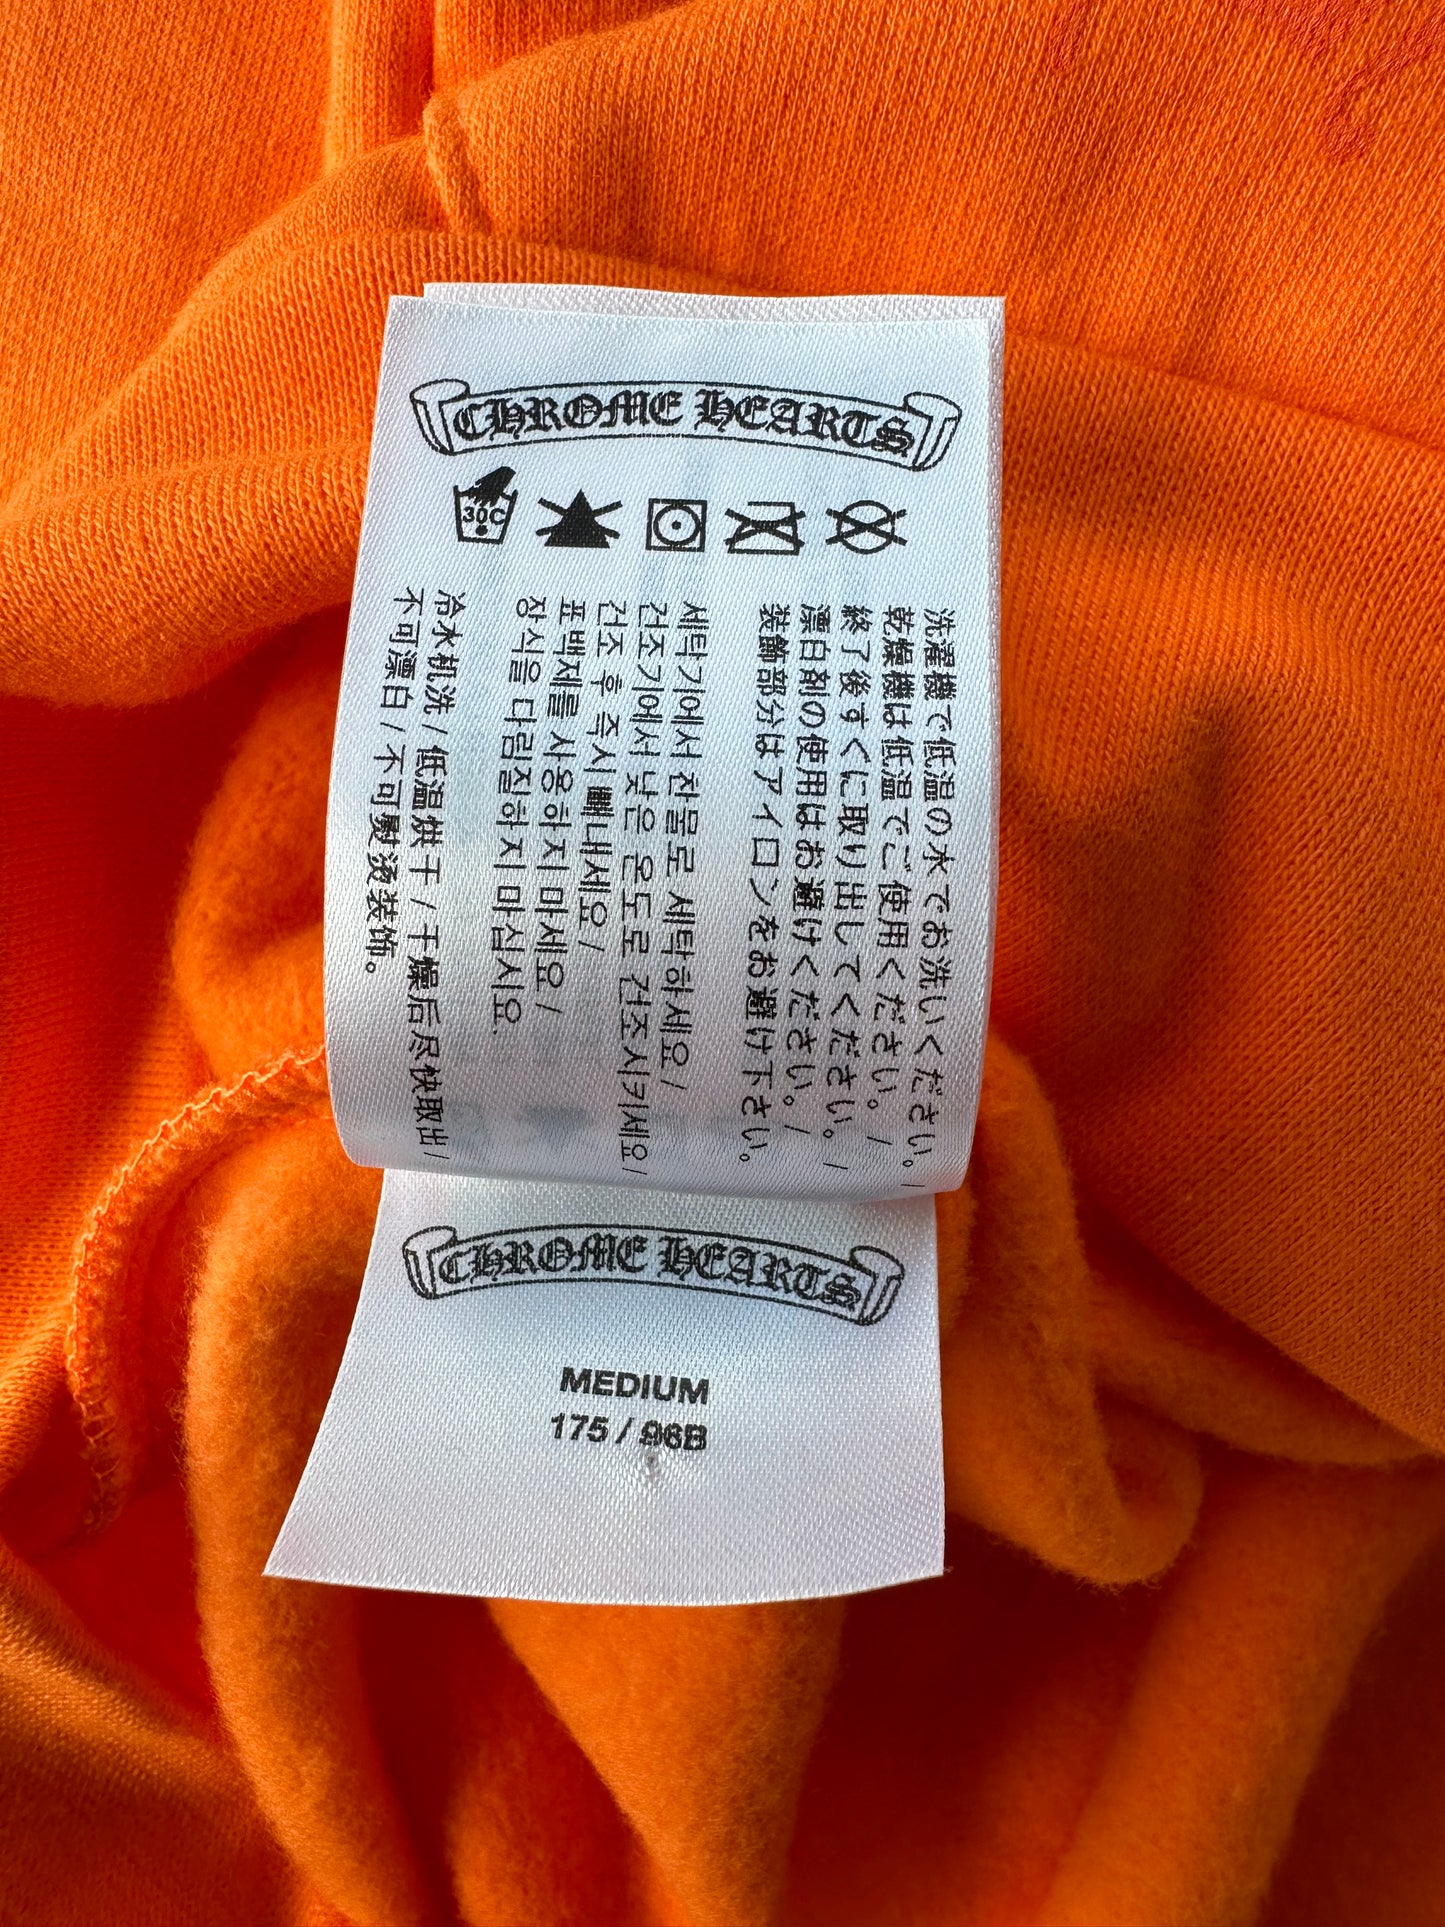 CHROME HEARTS
30C
洗濯機で低温の水でお洗いください。/
乾燥機は低温でご使用ください。/
終了後すぐに取り出してください。/
漂白剤の使用はお避けください。/
装飾部分はアイロンをお避け下さい。
세탁기에서 찬물로 세탁하세요 /
건조기에서 낮은 온도로 건조시키세요 /
건조 후 즉시 빼내세요 /
표백제를 사용하지 마세요 /
장식을 다림질하지 마십시오.
冷水机洗 / 低温烘干 / 干燥后尽快取出 /
不可漂白 / 不可熨烫装饰。
CHROME HEARTS
MEDIUM
175 / 96B